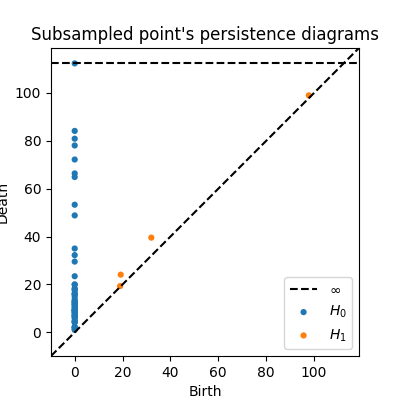 Subsampled point's persistence diagrams
Death
100
80
60
40
20
0
0 20 40 60 80 100
Birth
∞
H₀
H₁